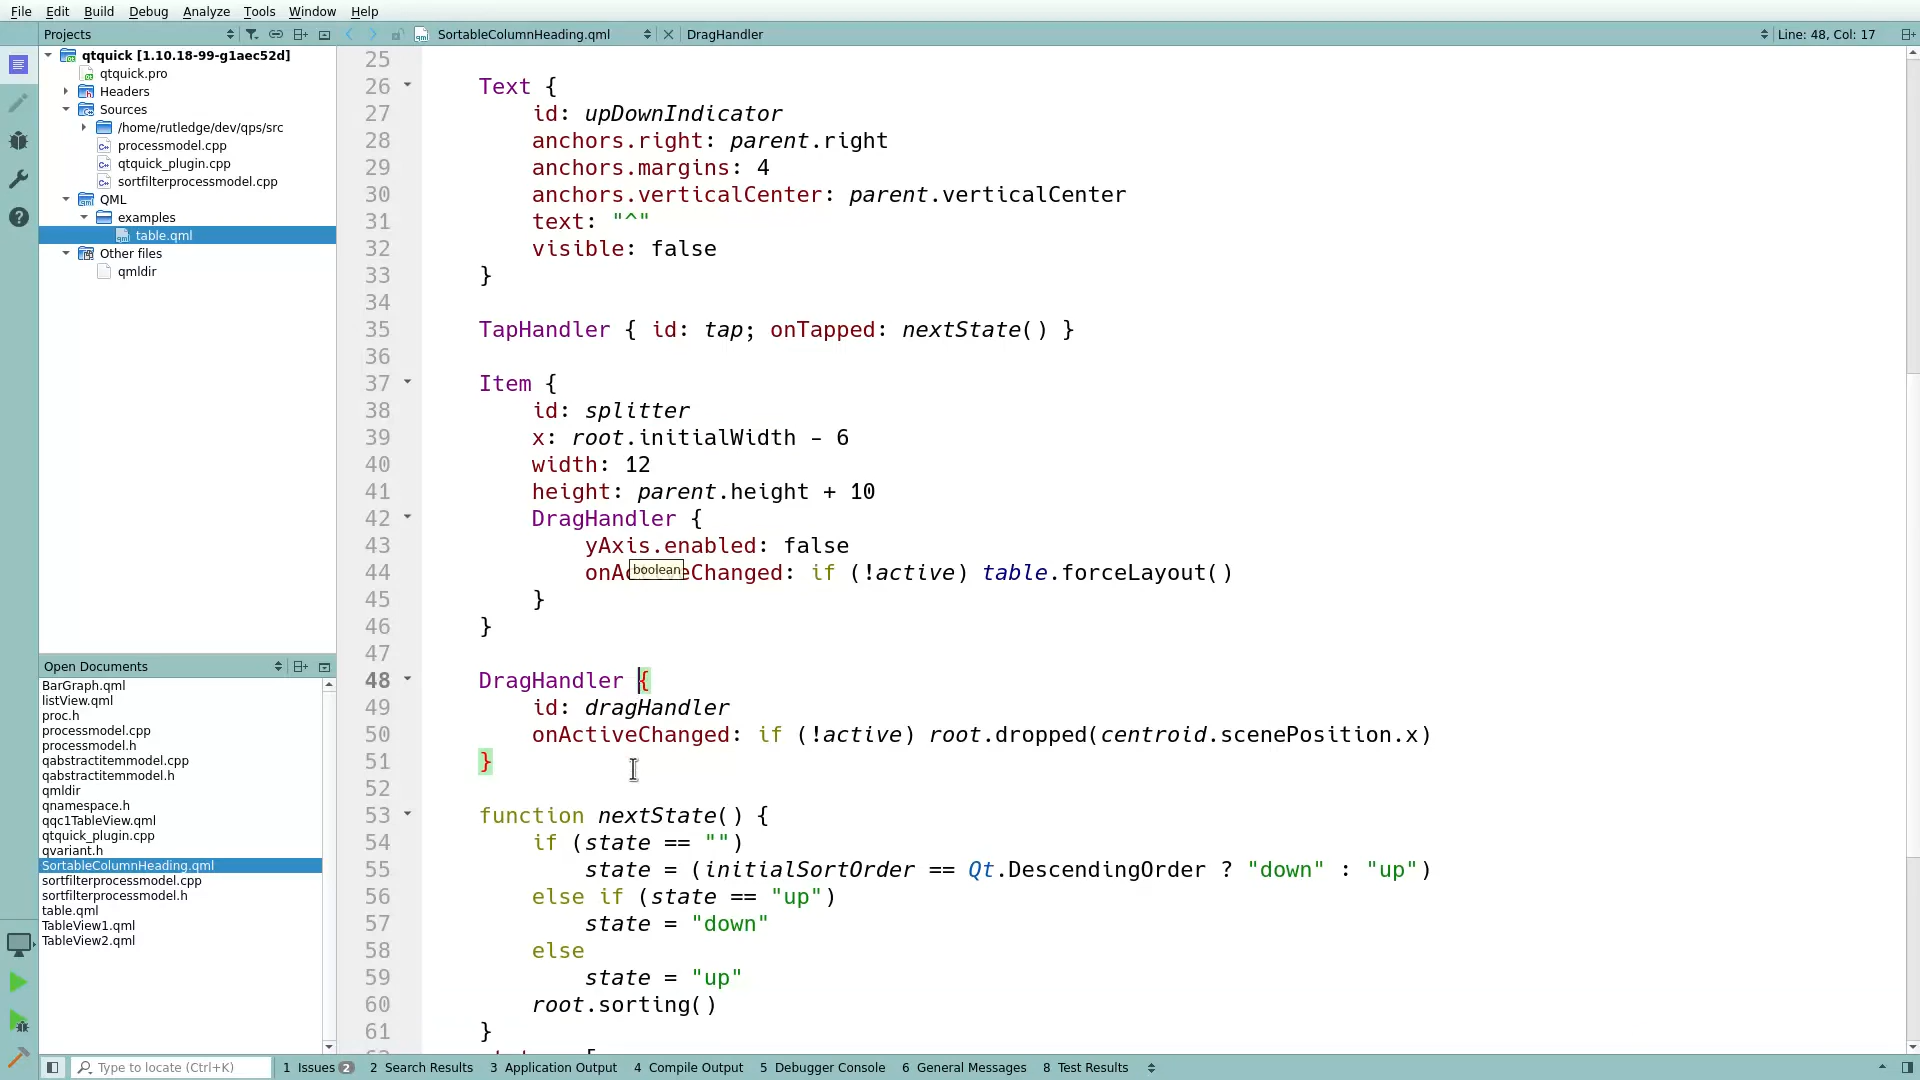 File Edit Build Debug Analyze Tools Window Help
Projects
SortableColumnHeading.qml
DragHandler
Line: 48, Col: 17
qtquick [1.10.18-99-g1aec52d]
qtquick.pro
Headers
Sources
/home/rutledge/dev/qps/src
processmodel.cpp
qtquick_plugin.cpp
sortfilterprocessmodel.cpp
QML
examples
table.qml
Other files
qmldir
Open Documents
BarGraph.qml
listView.qml
proc.h
processmodel.cpp
processmodel.h
qabstractitemmodel.cpp
qabstractitemmodel.h
qmldir
qnamespace.h
qqc1TableView.qml
qtquick_plugin.cpp
qvariant.h
SortableColumnHeading.qml
sortfilterprocessmodel.cpp
sortfilterprocessmodel.h
table.qml
TableView1.qml
TableView2.qml
25
26 Text {
27 id: upDownIndicator
28 anchors.right: parent.right
29 anchors.margins: 4
30 anchors.verticalCenter: parent.verticalCenter
31 text: "^"
32 visible: false
33 }
34
35 TapHandler { id: tap; onTapped: nextState() }
36
37 Item {
38 id: splitter
39 x: root.initialWidth - 6
40 width: 12
41 height: parent.height + 10
42 DragHandler {
43 yAxis.enabled: false
boolean
44 onActiveChanged: if (!active) table.forceLayout()
45 }
46 }
47
48 DragHandler {
49 id: dragHandler
50 onActiveChanged: if (!active) root.dropped(centroid.scenePosition.x)
51 }
52
53 function nextState() {
54 if (state == "")
55 state = (initialSortOrder == Qt.DescendingOrder ? "down" : "up")
56 else if (state == "up")
57 state = "down"
58 else
59 state = "up"
60 root.sorting()
61 }
Type to locate (Ctrl+K)
1 Issues 2
2 Search Results
3 Application Output
4 Compile Output
5 Debugger Console
6 General Messages
8 Test Results